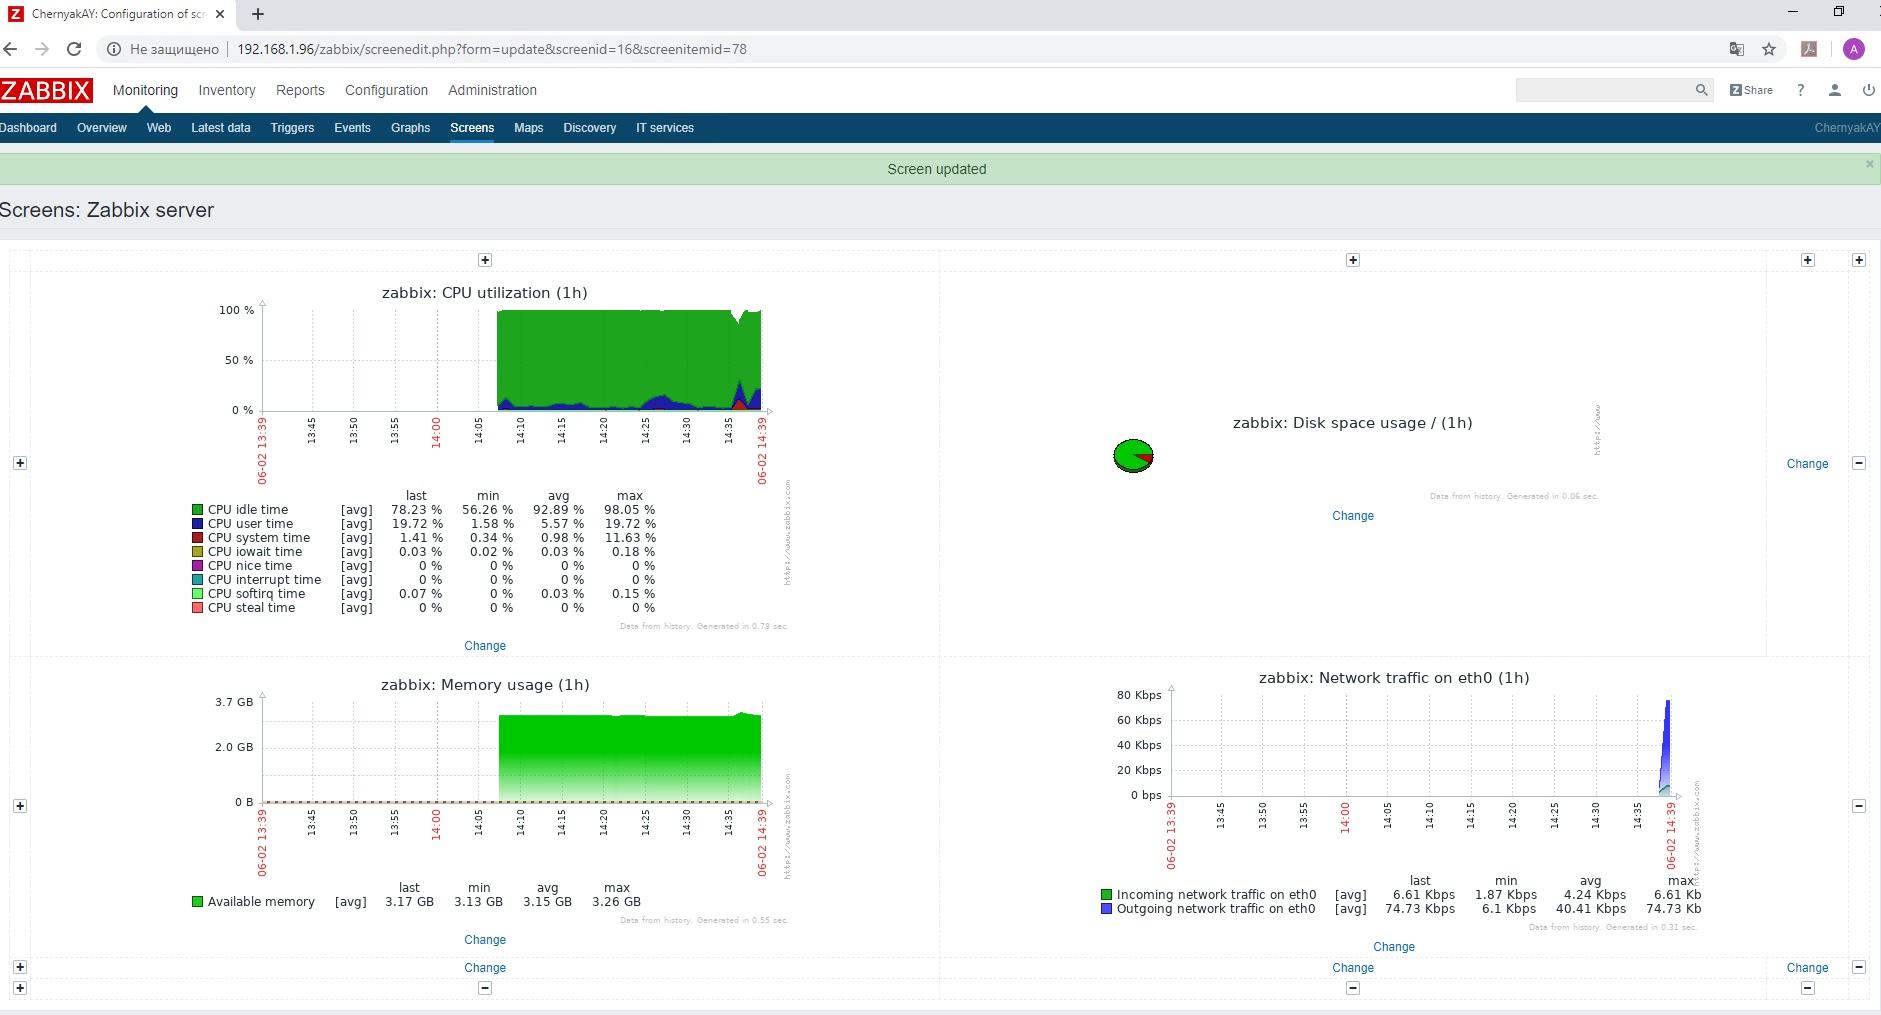 ChernyakAY: Configuration of scr
Не защищено 192.168.1.96/zabbix/screenedit.php?form=update&screenid=16&screenitemid=78
A
ZABBIX Monitoring Inventory Reports Configuration Administration Z Share ?
Dashboard Overview Web Latest data Triggers Events Graphs Screens Maps Discovery IT services ChernyakAY
Screen updated
Screens: Zabbix server
zabbix: CPU utilization (1h)
100 %
50 %
0 %
06-02 13:39 13:45 13:50 13:55 14:00 14:05 14:10 14:15 14:20 14:25 14:30 14:35 06-02 14:39
last min avg max
CPU idle time [avg] 78.23 % 56.26 % 92.89 % 98.05 %
CPU user time [avg] 19.72 % 1.58 % 5.57 % 19.72 %
CPU system time [avg] 1.41 % 0.34 % 0.98 % 11.63 %
CPU iowait time [avg] 0.03 % 0.02 % 0.03 % 0.18 %
CPU nice time [avg] 0 % 0 % 0 % 0 %
CPU interrupt time [avg] 0 % 0 % 0 % 0 %
CPU softirq time [avg] 0.07 % 0 % 0.03 % 0.15 %
CPU steal time [avg] 0 % 0 % 0 % 0 %
http://www.zabbix.com
Data from history. Generated in 0.78 sec.
Change
zabbix: Disk space usage / (1h)
http://www
Data from history. Generated in 0.06 sec.
Change
Change
zabbix: Memory usage (1h)
3.7 GB
2.0 GB
0 B
06-02 13:39 13:45 13:50 13:55 14:00 14:05 14:10 14:15 14:20 14:25 14:30 14:35 06-02 14:39
last min avg max
Available memory [avg] 3.17 GB 3.13 GB 3.15 GB 3.26 GB
http://www.zabbix.com
Data from history. Generated in 0.55 sec.
Change
zabbix: Network traffic on eth0 (1h)
80 Kbps
60 Kbps
40 Kbps
20 Kbps
0 bps
06-02 13:39 13:45 13:50 13:55 14:00 14:05 14:10 14:15 14:20 14:25 14:30 14:35 06-02 14:39
last min avg max
Incoming network traffic on eth0 [avg] 6.61 Kbps 1.87 Kbps 4.24 Kbps 6.61 Kb
Outgoing network traffic on eth0 [avg] 74.73 Kbps 6.1 Kbps 40.41 Kbps 74.73 Kb
http://www.zabbix.com
Data from history. Generated in 0.31 sec.
Change
Change Change Change